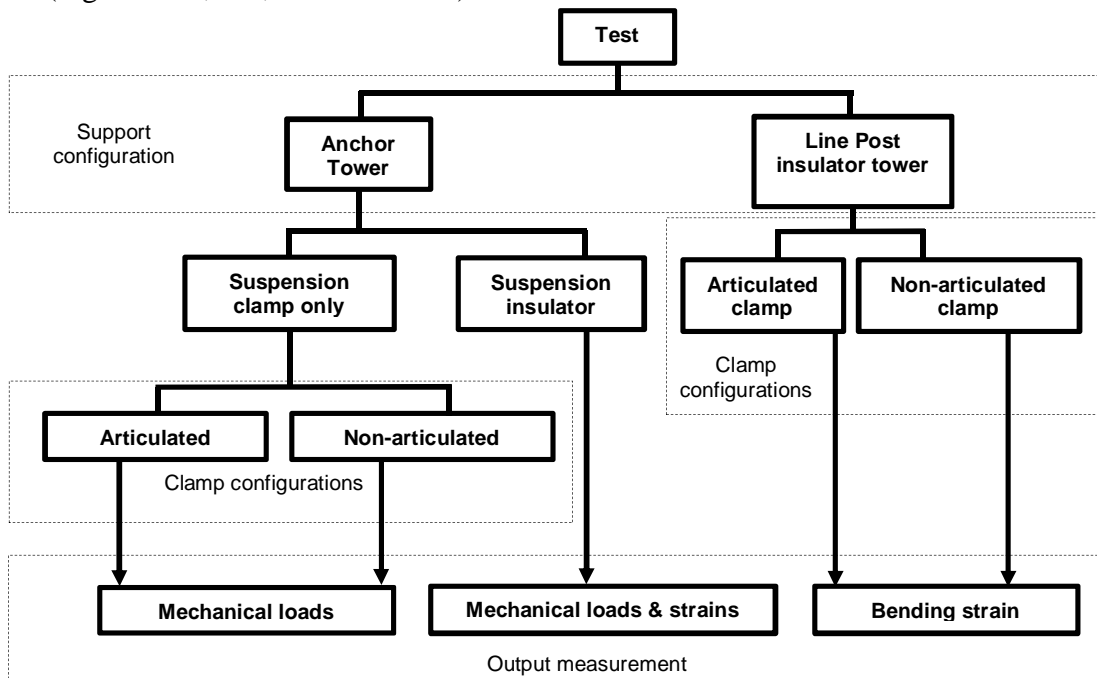 Test
Support
configuration
Anchor
Tower
Line Post
insulator tower
Suspension
clamp only
Suspension
insulator
Articulated
clamp
Non-articulated
clamp
Clamp
configurations
Articulated
Non-articulated
Clamp configurations
Mechanical loads
Mechanical loads & strains
Bending strain
Output measurement